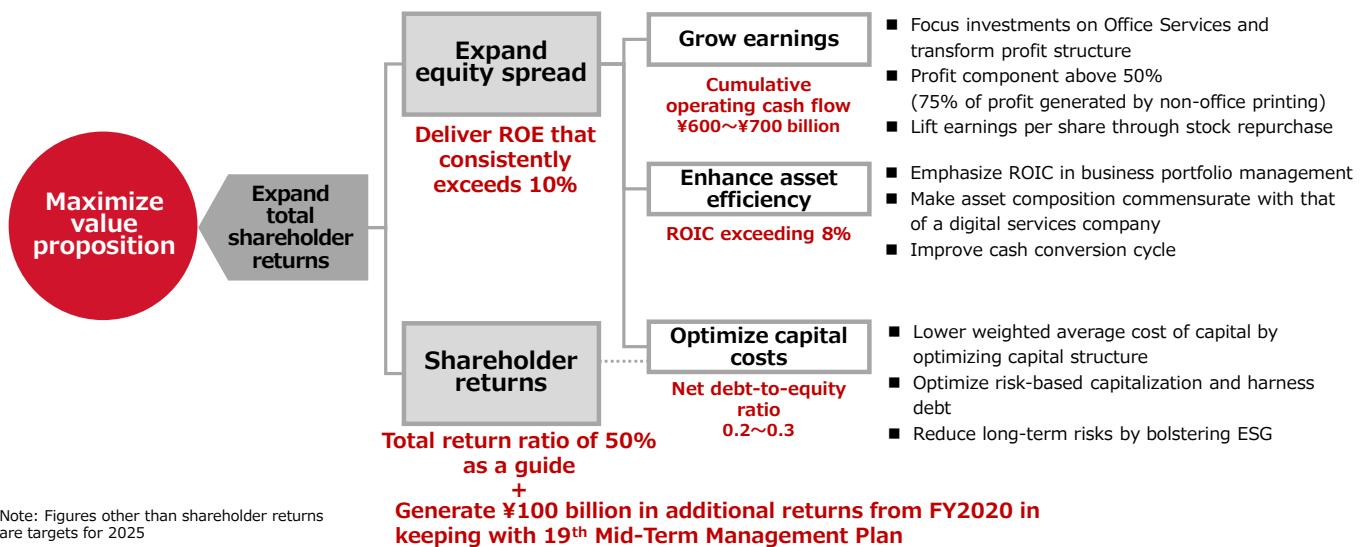 Maximize
value
proposition
Expand
total
shareholder
returns
Expand
equity spread
Deliver ROE that
consistently
exceeds 10%
Shareholder
returns
Total return ratio of 50%
as a guide
+
Generate ¥100 billion in additional returns from FY2020 in
keeping with 19th Mid-Term Management Plan
Grow earnings
Cumulative
operating cash flow
¥600～¥700 billion
■ Focus investments on Office Services and
transform profit structure
■ Profit component above 50%
(75% of profit generated by non-office printing)
■ Lift earnings per share through stock repurchase
Enhance asset
efficiency
ROIC exceeding 8%
■ Emphasize ROIC in business portfolio management
■ Make asset composition commensurate with that
of a digital services company
■ Improve cash conversion cycle
Optimize capital
costs
Net debt-to-equity
ratio
0.2～0.3
■ Lower weighted average cost of capital by
optimizing capital structure
■ Optimize risk-based capitalization and harness
debt
■ Reduce long-term risks by bolstering ESG
Note: Figures other than shareholder returns
are targets for 2025